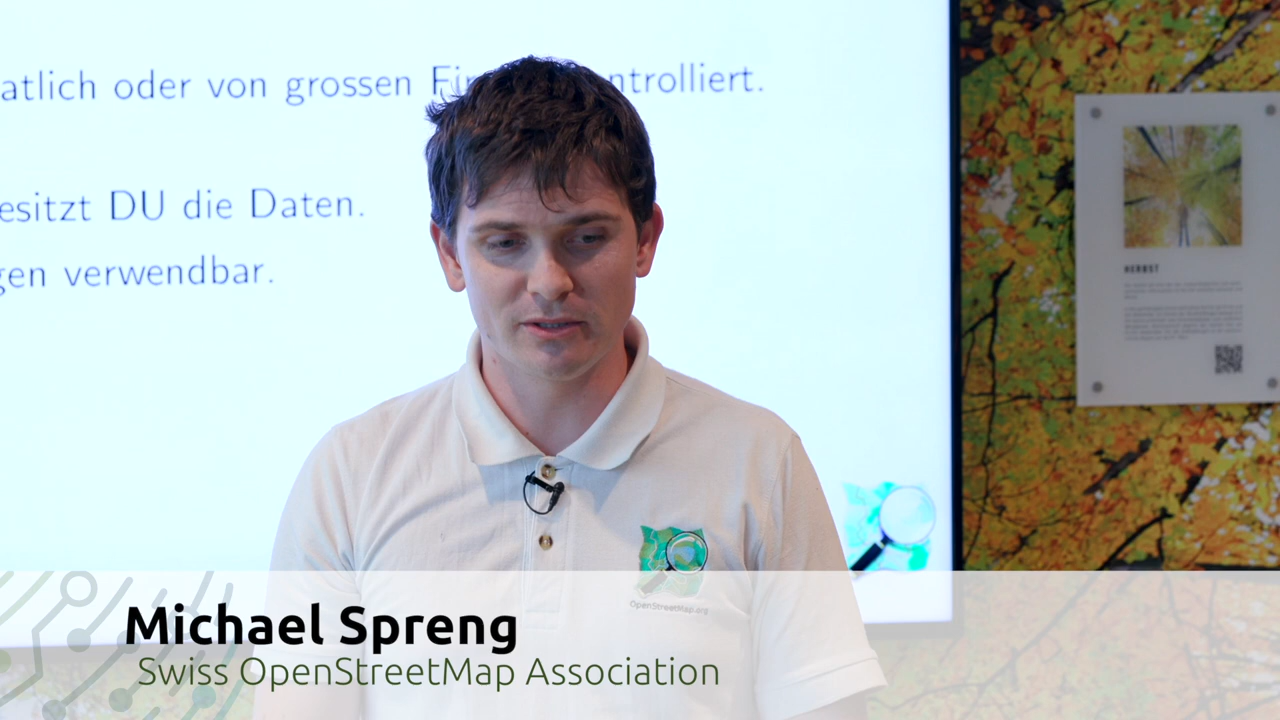 atlich oder von grossen Fi ntrolliert.
esitzt DU die Daten.
gen verwendbar.
HERBST
OpenStreetMap.org
Michael Spreng
Swiss OpenStreetMap Association